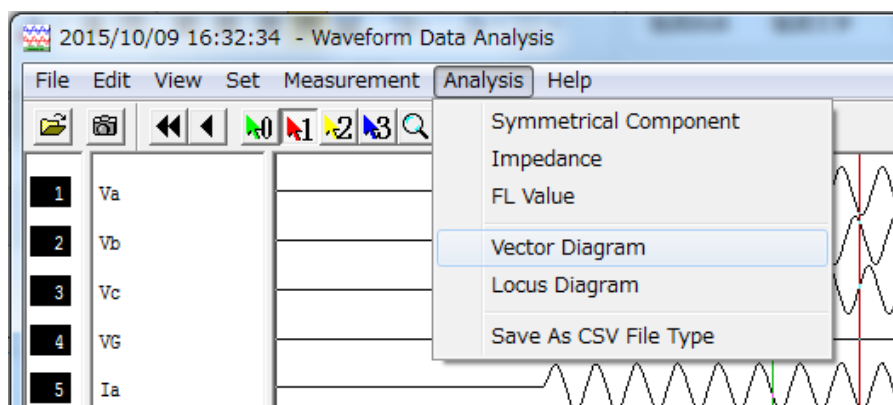 2015/10/09 16:32:34 - Waveform Data Analysis
File Edit View Set Measurement Analysis Help
0 1 2 3
Symmetrical Component
Impedance
FL Value
Vector Diagram
Locus Diagram
Save As CSV File Type
1 Va
2 Vb
3 Vc
4 VG
5 Ia